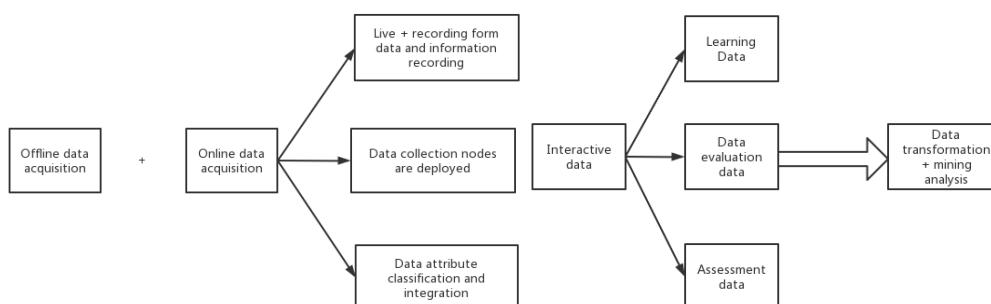 Offline data
acquisition
+
Online data
acquisition
Live + recording form
data and information
recording
Data collection nodes
are deployed
Data attribute
classification and
integration
Interactive
data
Learning
Data
Data
evaluation
data
Assessment
data
Data
transformation
+ mining
analysis